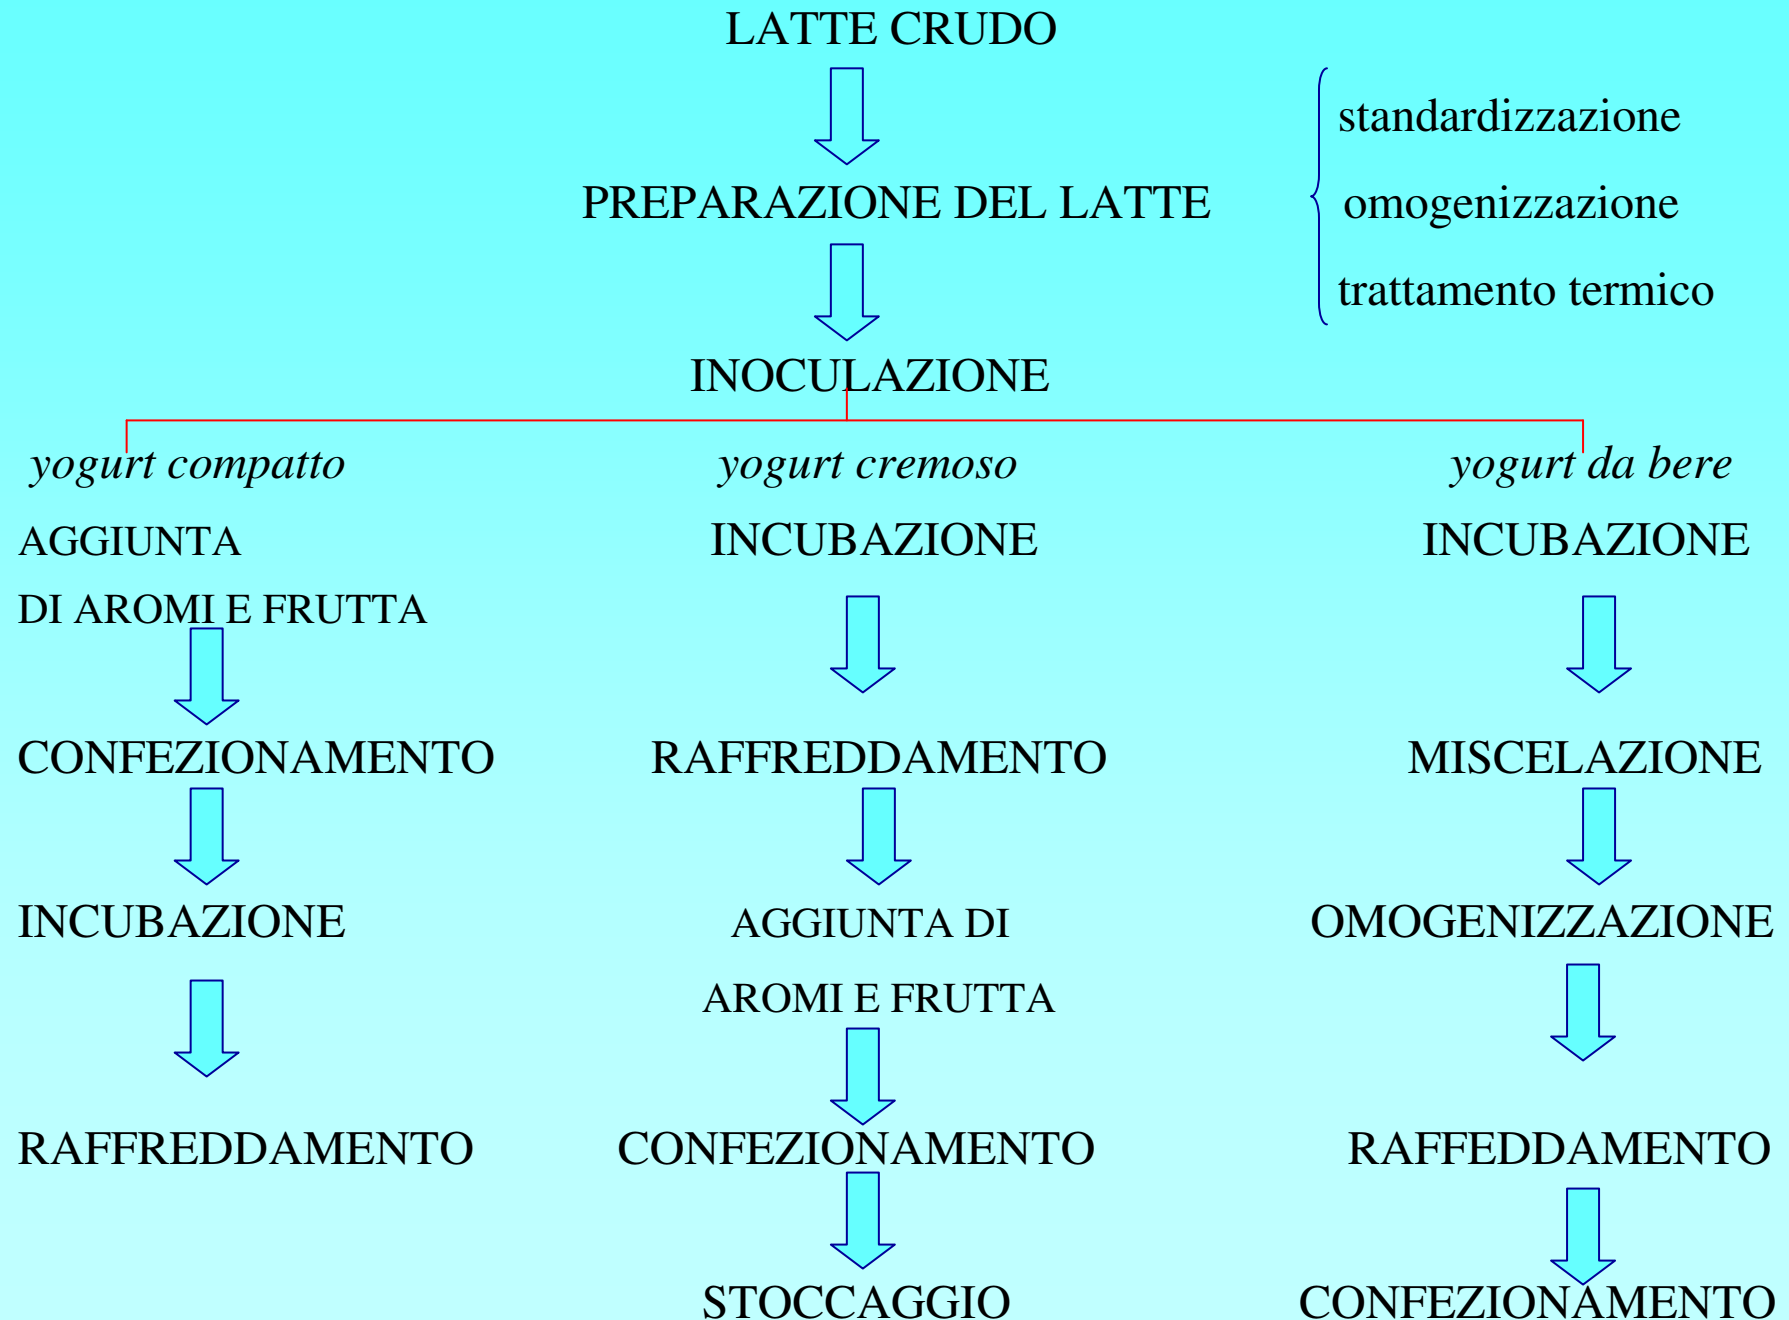 LATTE CRUDO
standardizzazione
PREPARAZIONE DEL LATTE
omogenizzazione
trattamento termico
INOCULAZIONE
yogurt compatto
AGGIUNTA
DI AROMI E FRUTTA
CONFEZIONAMENTO
INCUBAZIONE
RAFFREDDAMENTO
yogurt cremoso
INCUBAZIONE
RAFFREDDAMENTO
AGGIUNTA DI
AROMI E FRUTTA
CONFEZIONAMENTO
STOCCAGGIO
yogurt da bere
INCUBAZIONE
MISCELAZIONE
OMOGENIZZAZIONE
RAFFEDDAMENTO
CONFEZIONAMENTO